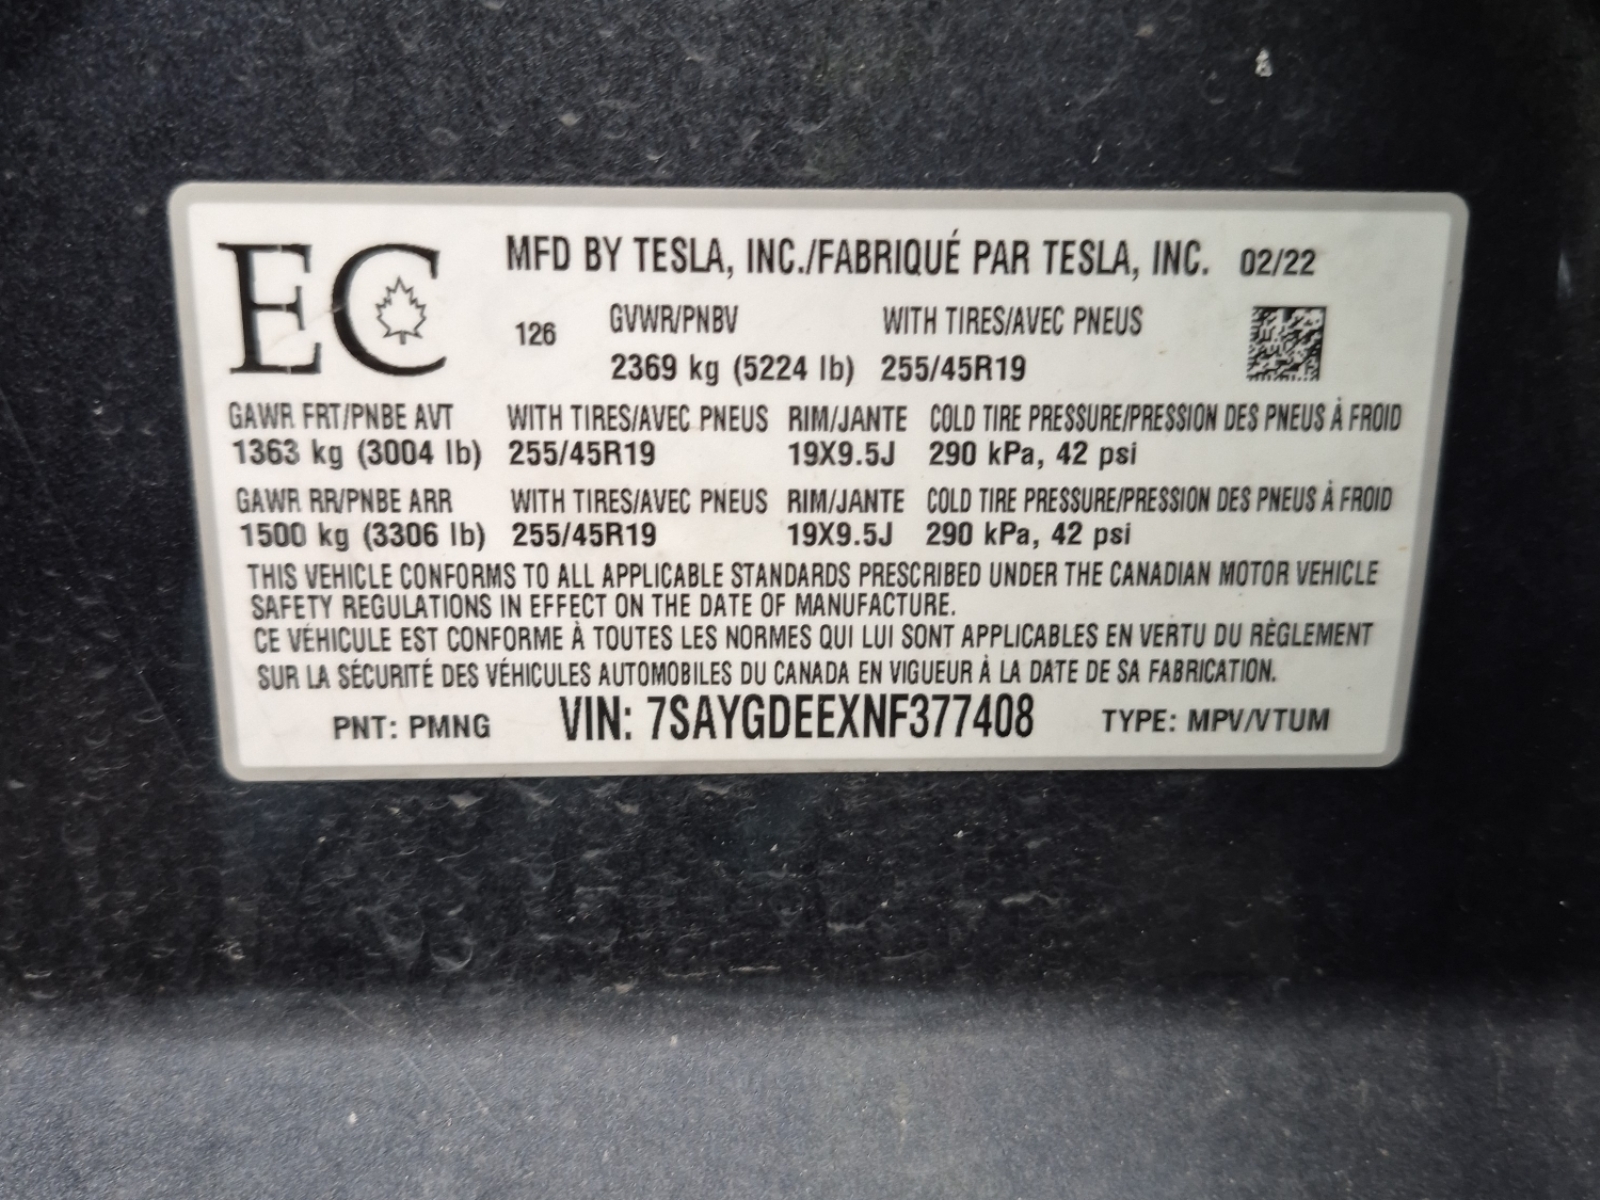 EC
MFD BY TESLA, INC./FABRIQUÉ PAR TESLA, INC. 02/22
126 GVWR/PNBV WITH TIRES/AVEC PNEUS
2369 kg (5224 lb) 255/45R19
GAWR FRT/PNBE AVT WITH TIRES/AVEC PNEUS RIM/JANTE COLD TIRE PRESSURE/PRESSION DES PNEUS À FROID
1363 kg (3004 lb) 255/45R19 19X9.5J 290 kPa, 42 psi
GAWR RR/PNBE ARR WITH TIRES/AVEC PNEUS RIM/JANTE COLD TIRE PRESSURE/PRESSION DES PNEUS À FROID
1500 kg (3306 lb) 255/45R19 19X9.5J 290 kPa, 42 psi
THIS VEHICLE CONFORMS TO ALL APPLICABLE STANDARDS PRESCRIBED UNDER THE CANADIAN MOTOR VEHICLE
SAFETY REGULATIONS IN EFFECT ON THE DATE OF MANUFACTURE.
CE VÉHICULE EST CONFORME À TOUTES LES NORMES QUI LUI SONT APPLICABLES EN VERTU DU RÈGLEMENT
SUR LA SÉCURITÉ DES VÉHICULES AUTOMOBILES DU CANADA EN VIGUEUR À LA DATE DE SA FABRICATION.
PNT: PMNG VIN: 7SAYGDEEXNF377408 TYPE: MPV/VTUM